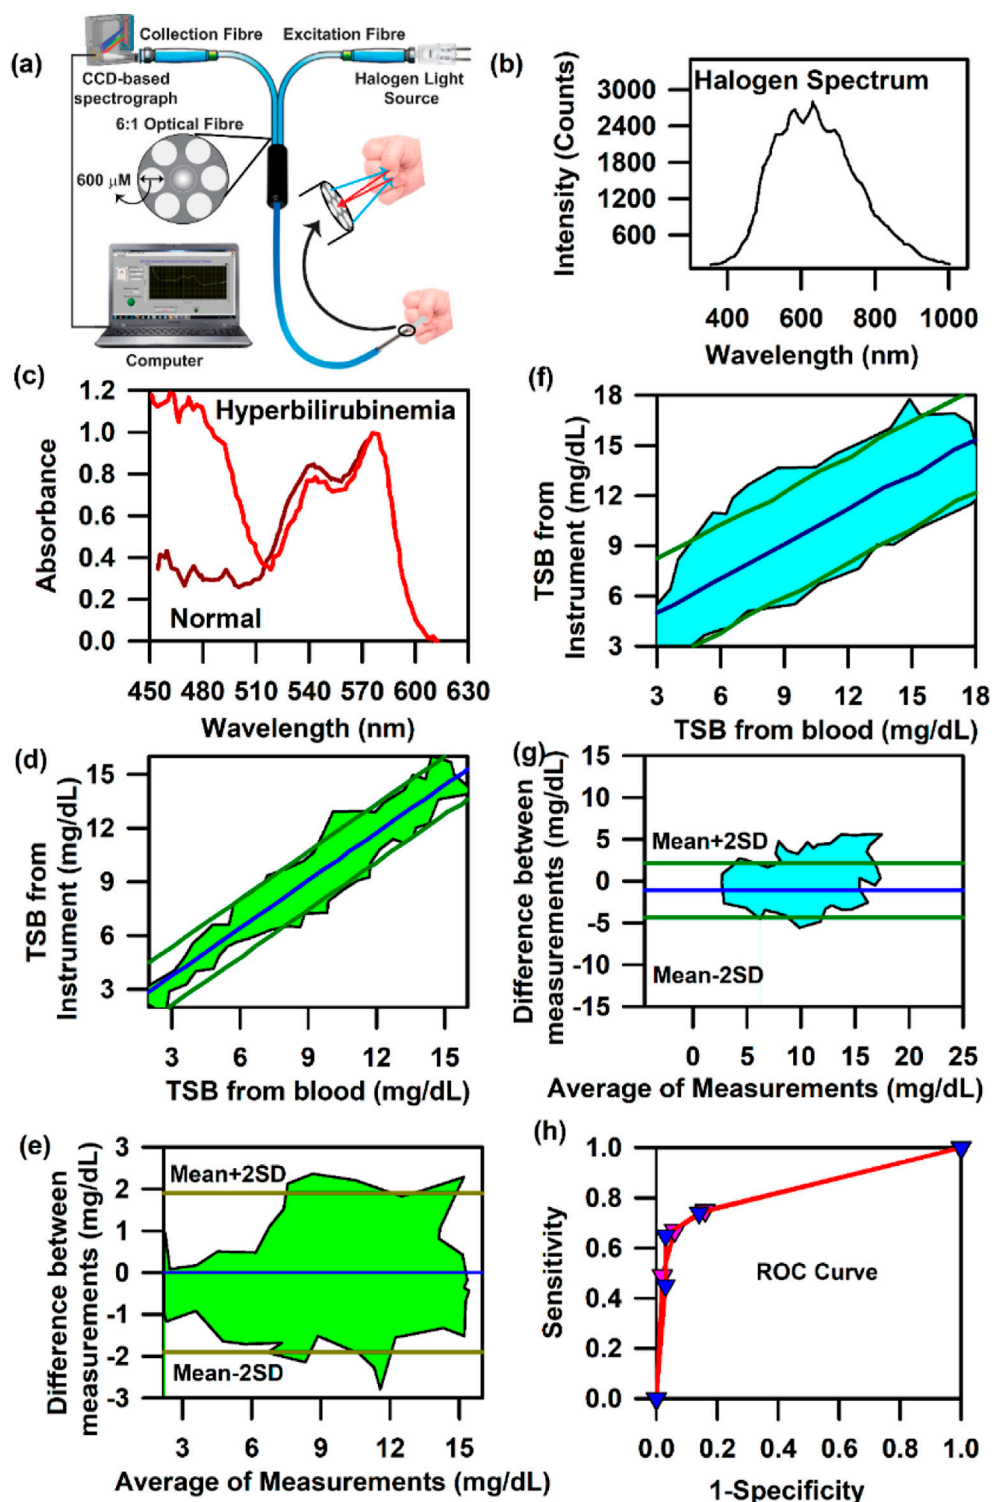 (a)
Collection Fibre
Excitation Fibre
CCD-based
spectrograph
Halogen Light
Source
6:1 Optical Fibre
600 μM
Computer
(b)
Halogen Spectrum
Intensity (Counts)
3000
2400
1800
1200
600
400 600 800 1000
Wavelength (nm)
(c)
Hyperbilirubinemia
Normal
Absorbance
1.2
1.0
0.8
0.6
0.4
0.2
0.0
450 480 510 540 570 600 630
Wavelength (nm)
(f)
TSB from
Instrument (mg/dL)
18
15
12
9
6
3
3 6 9 12 15 18
TSB from blood (mg/dL)
(d)
TSB from
Instrument (mg/dL)
15
12
9
6
3
3 6 9 12 15
TSB from blood (mg/dL)
(g)
Difference between
measurements (mg/dL)
15
10
5
0
-5
-10
-15
Mean+2SD
Mean-2SD
0 5 10 15 20 25
Average of Measurements (mg/dL)
(e)
Difference between
measurements (mg/dL)
3
2
1
0
-1
-2
-3
Mean+2SD
Mean-2SD
3 6 9 12 15
Average of Measurements (mg/dL)
(h)
Sensitivity
1.0
0.8
0.6
0.4
0.2
0.0
ROC Curve
0.0 0.2 0.4 0.6 0.8 1.0
1-Specificity